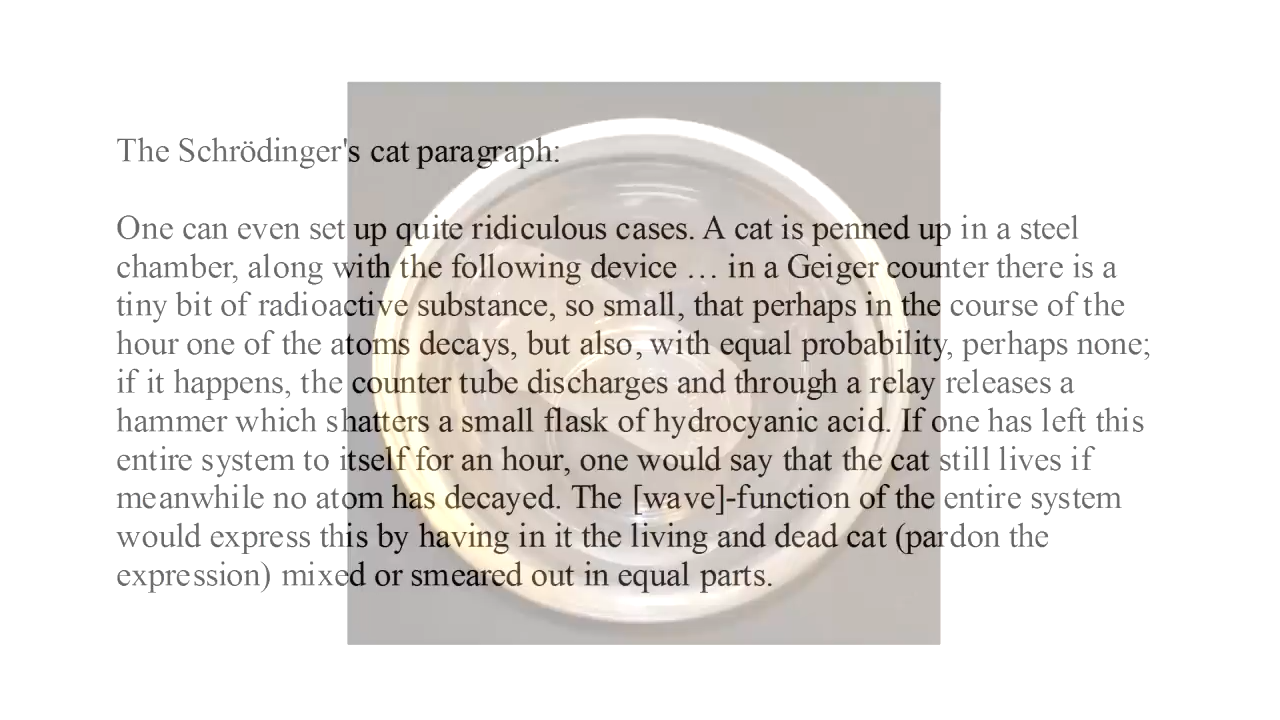 The Schrödinger's cat paragraph:
One can even set up quite ridiculous cases. A cat is penned up in a steel
chamber, along with the following device … in a Geiger counter there is a
tiny bit of radioactive substance, so small, that perhaps in the course of the
hour one of the atoms decays, but also, with equal probability, perhaps none;
if it happens, the counter tube discharges and through a relay releases a
hammer which shatters a small flask of hydrocyanic acid. If one has left this
entire system to itself for an hour, one would say that the cat still lives if
meanwhile no atom has decayed. The [wave]-function of the entire system
would express this by having in it the living and dead cat (pardon the
expression) mixed or smeared out in equal parts.